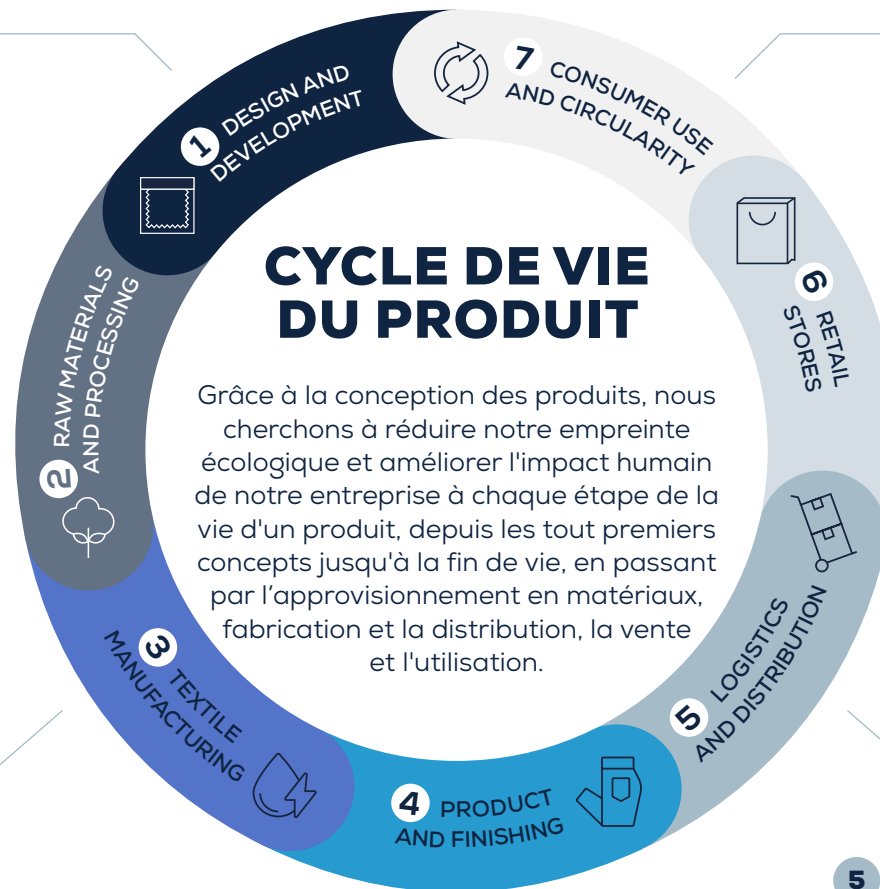 CYCLE DE VIE
DU PRODUIT
Grâce à la conception des produits, nous
cherchons à réduire notre empreinte
écologique et améliorer l'impact humain
de notre entreprise à chaque étape de la
vie d'un produit, depuis les tout premiers
concepts jusqu'à la fin de vie, en passant
par l’approvisionnement en matériaux,
fabrication et la distribution, la vente
et l'utilisation.
1 DESIGN AND
DEVELOPMENT
2 RAW MATERIALS
AND PROCESSING
3 TEXTILE
MANUFACTURING
4 PRODUCT
AND FINISHING
5 LOGISTICS
AND DISTRIBUTION
6 RETAIL
STORES
7 CONSUMER USE
AND CIRCULARITY
5